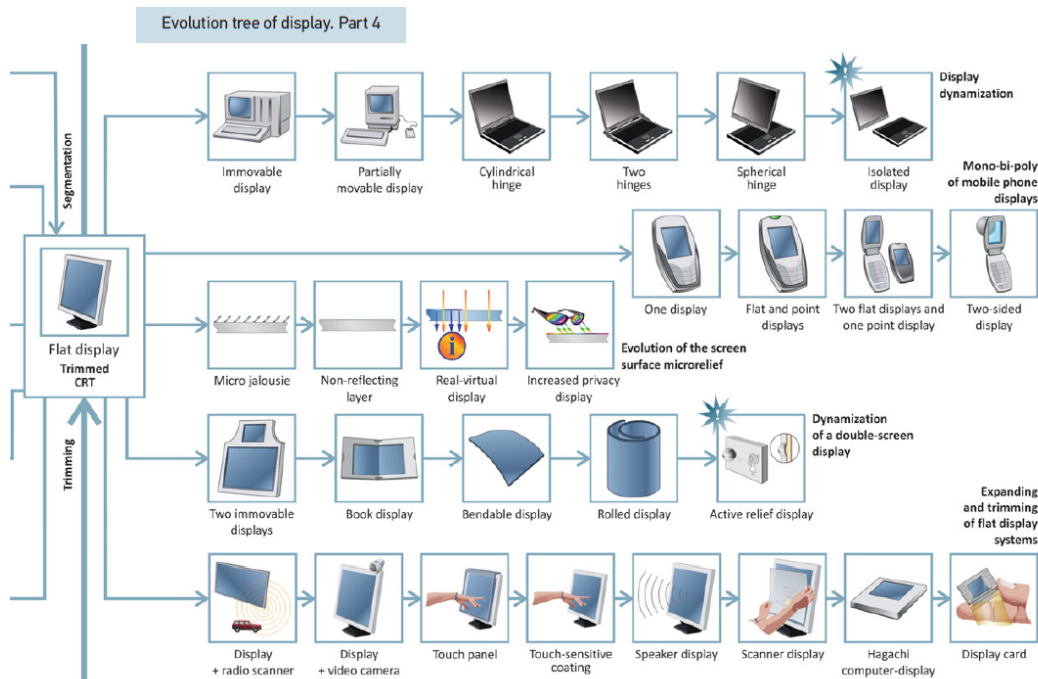 Evolution tree of display. Part 4
Segmentation
Display
dynamization
Immovable
display
Partially
movable display
Cylindrical
hinge
Two
hinges
Spherical
hinge
Isolated
display
Mono-bi-poly
of mobile phone
displays
Flat display
Trimmed
CRT
One display
Flat and point
displays
Two flat displays and
one point display
Two-sided
display
i
Micro jalousie
Non-reflecting
layer
Real-virtual
display
Increased privacy
display
Evolution of the screen
surface microrelief
Trimming
Dynamization
of a double-screen
display
Two immovable
displays
Book display
Bendable display
Rolled display
Active relief display
Expanding
and trimming
of flat display
systems
Display
+ radio scanner
Display
+ video camera
Touch panel
Touch-sensitive
coating
Speaker display
Scanner display
Hagachi
computer-display
Display card